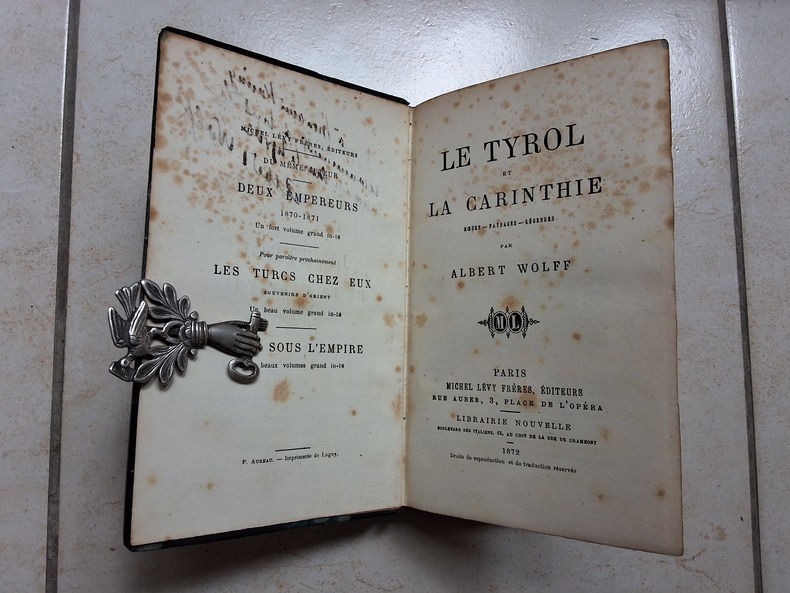 MICHEL LÉVY FRÈRES, ÉDITEURS
DU MÊME AUTEUR
DEUX EMPEREURS
1870-1871
Un fort volume grand in-18
Pour paraître prochainement
LES TURCS CHEZ EUX
SOUVENIRS D'ORIENT
Un beau volume grand in-18
SOUS L'EMPIRE
beaux volumes grand in-18
F. AUREAU. — Imprimerie de Lagny.
LE TYROL
ET
LA CARINTHIE
MŒURS — PAYSAGES — LÉGENDES
PAR
ALBERT WOLFF
ML
PARIS
MICHEL LÉVY FRÈRES, ÉDITEURS
RUE AUBER, 3, PLACE DE L'OPÉRA
LIBRAIRIE NOUVELLE
BOULEVARD DES ITALIENS, 15, AU COIN DE LA RUE DE GRAMMONT
1872
Droits de reproduction et de traduction réservés